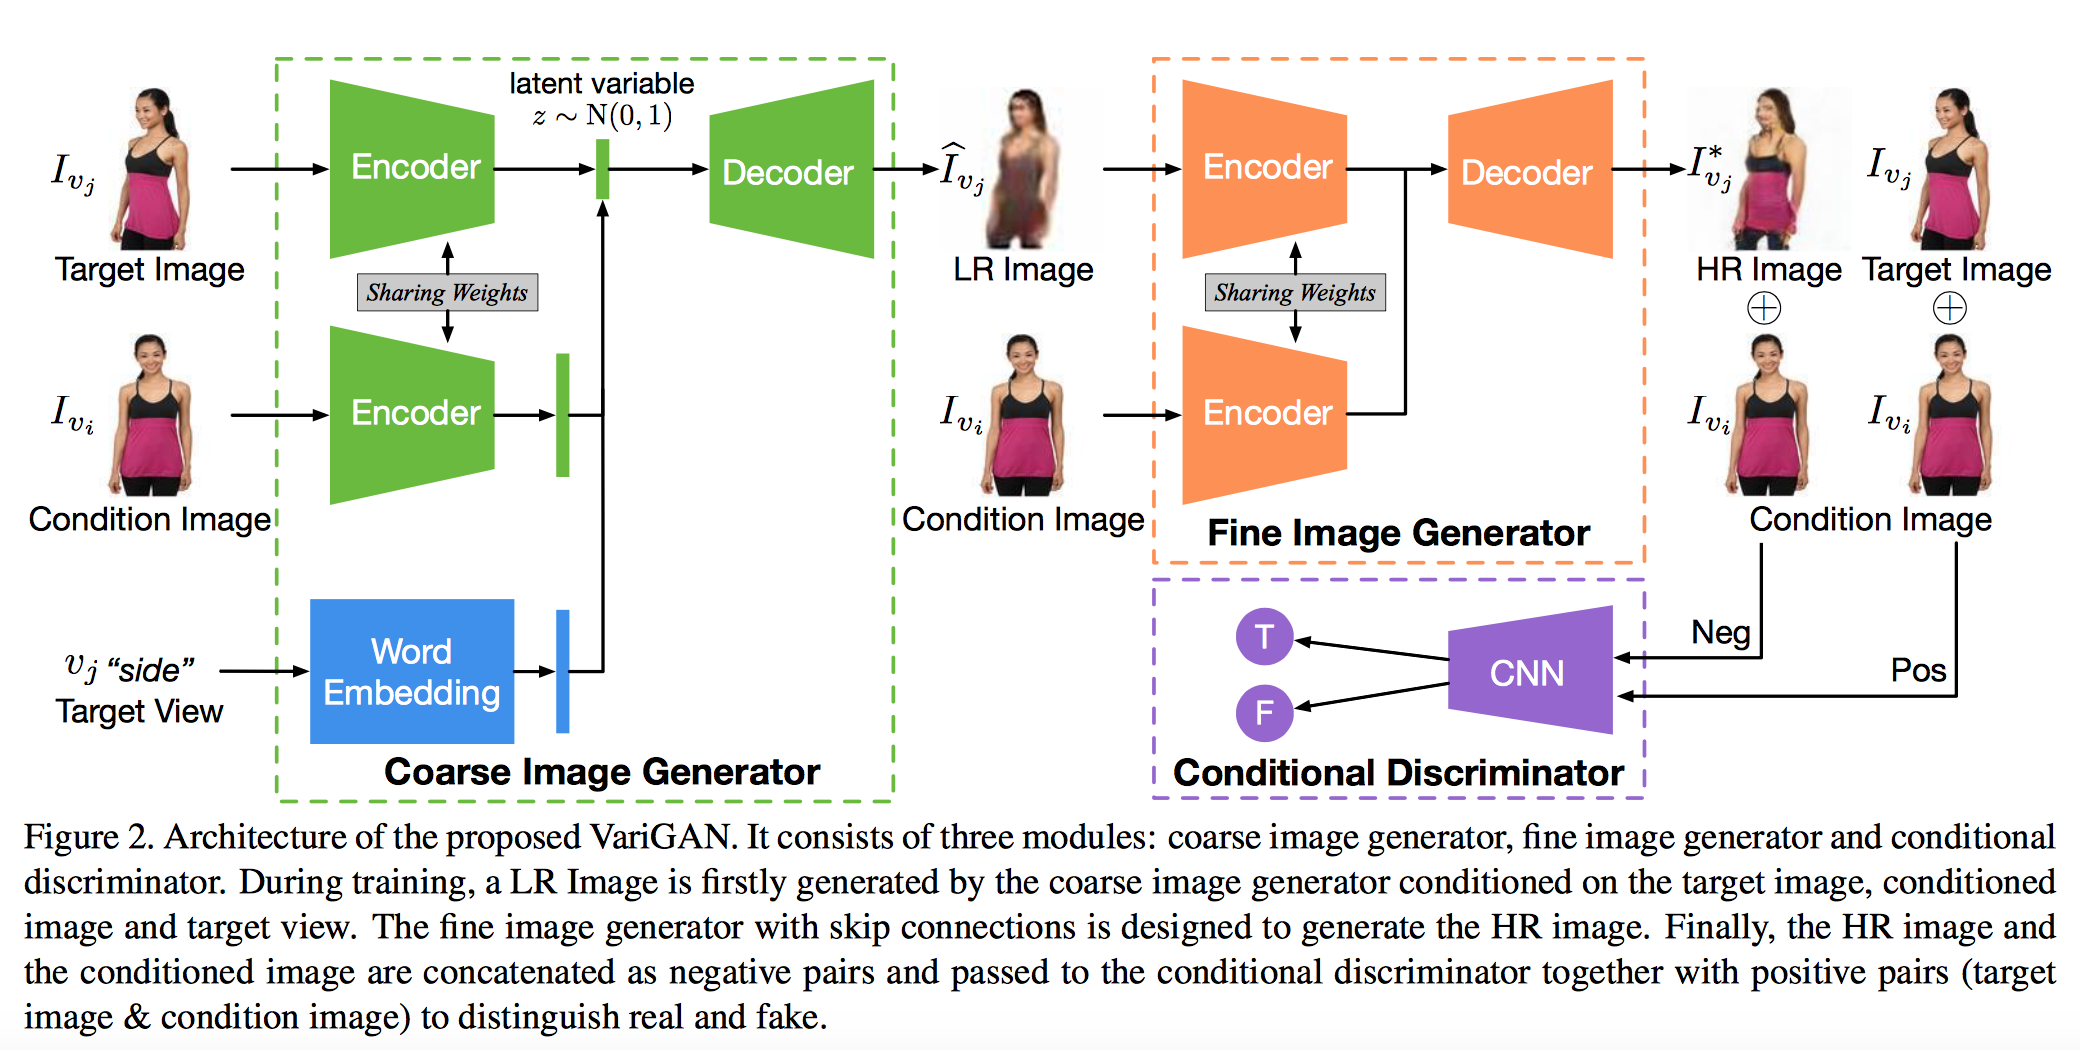 latent variable
z ∼ N(0, 1)
Encoder
Decoder
Encoder
Decoder
I_{v_j}
Target Image
\hat{I}_{v_j}
LR Image
I^*_{v_j}
HR Image
I_{v_j}
Target Image
Sharing Weights
Sharing Weights
I_{v_i}
Encoder
Condition Image
I_{v_i}
Encoder
Condition Image
I_{v_i}
I_{v_i}
Condition Image
Fine Image Generator
v_j "side"
Target View
Word
Embedding
Coarse Image Generator
T
F
CNN
Neg
Pos
Conditional Discriminator
Figure 2. Architecture of the proposed VariGAN. It consists of three modules: coarse image generator, fine image generator and conditional
discriminator. During training, a LR Image is firstly generated by the coarse image generator conditioned on the target image, conditioned
image and target view. The fine image generator with skip connections is designed to generate the HR image. Finally, the HR image and
the conditioned image are concatenated as negative pairs and passed to the conditional discriminator together with positive pairs (target
image & condition image) to distinguish real and fake.